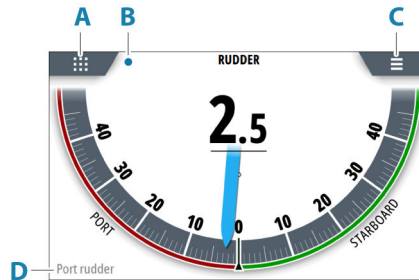 A
B
C
RUDDER
2.5
40
30
20
10
0
10
20
30
40
PORT
STARBOARD
D
Port rudder